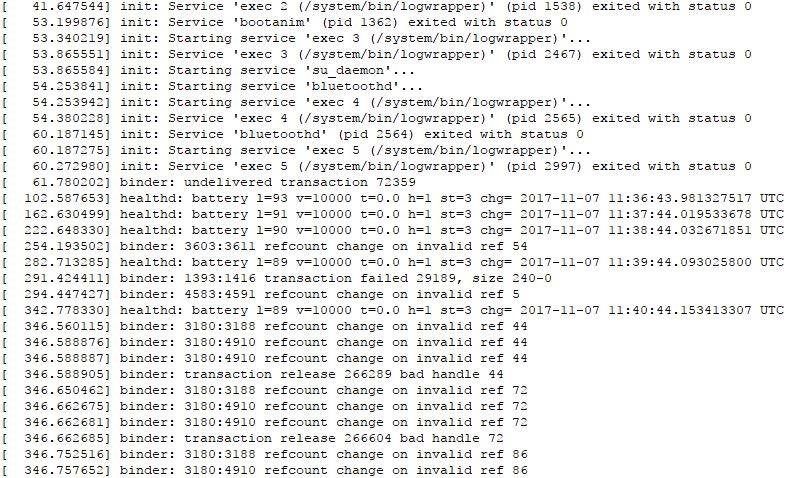 [   41.647544] init: Service 'exec 2 (/system/bin/logwrapper)' (pid 1538) exited with status 0
[   53.199876] init: Service 'bootanim' (pid 1362) exited with status 0
[   53.340219] init: Starting service 'exec 3 (/system/bin/logwrapper)'...
[   53.865551] init: Service 'exec 3 (/system/bin/logwrapper)' (pid 2467) exited with status 0
[   53.865584] init: Starting service 'su_daemon'...
[   54.253841] init: Starting service 'bluetoothd'...
[   54.253942] init: Starting service 'exec 4 (/system/bin/logwrapper)'...
[   54.380228] init: Service 'exec 4 (/system/bin/logwrapper)' (pid 2565) exited with status 0
[   60.187145] init: Service 'bluetoothd' (pid 2564) exited with status 0
[   60.187275] init: Starting service 'exec 5 (/system/bin/logwrapper)'...
[   60.272980] init: Service 'exec 5 (/system/bin/logwrapper)' (pid 2997) exited with status 0
[   61.780202] binder: undelivered transaction 72359
[  102.587653] healthd: battery l=93 v=10000 t=0.0 h=1 st=3 chg= 2017-11-07 11:36:43.981327517 UTC
[  162.630499] healthd: battery l=91 v=10000 t=0.0 h=1 st=3 chg= 2017-11-07 11:37:44.019533678 UTC
[  222.648330] healthd: battery l=90 v=10000 t=0.0 h=1 st=3 chg= 2017-11-07 11:38:44.032671851 UTC
[  254.193502] binder: 3603:3611 refcount change on invalid ref 54
[  282.713285] healthd: battery l=89 v=10000 t=0.0 h=1 st=3 chg= 2017-11-07 11:39:44.093025800 UTC
[  291.424411] binder: 1393:1416 transaction failed 29189, size 240-0
[  294.447427] binder: 4583:4591 refcount change on invalid ref 5
[  342.778330] healthd: battery l=89 v=10000 t=0.0 h=1 st=3 chg= 2017-11-07 11:40:44.153413307 UTC
[  346.560115] binder: 3180:3188 refcount change on invalid ref 44
[  346.588876] binder: 3180:4910 refcount change on invalid ref 44
[  346.588887] binder: 3180:4910 refcount change on invalid ref 44
[  346.588905] binder: transaction release 266289 bad handle 44
[  346.650462] binder: 3180:3188 refcount change on invalid ref 72
[  346.662675] binder: 3180:4910 refcount change on invalid ref 72
[  346.662681] binder: 3180:4910 refcount change on invalid ref 72
[  346.662685] binder: transaction release 266604 bad handle 72
[  346.752516] binder: 3180:3188 refcount change on invalid ref 86
[  346.757652] binder: 3180:4910 refcount change on invalid ref 86